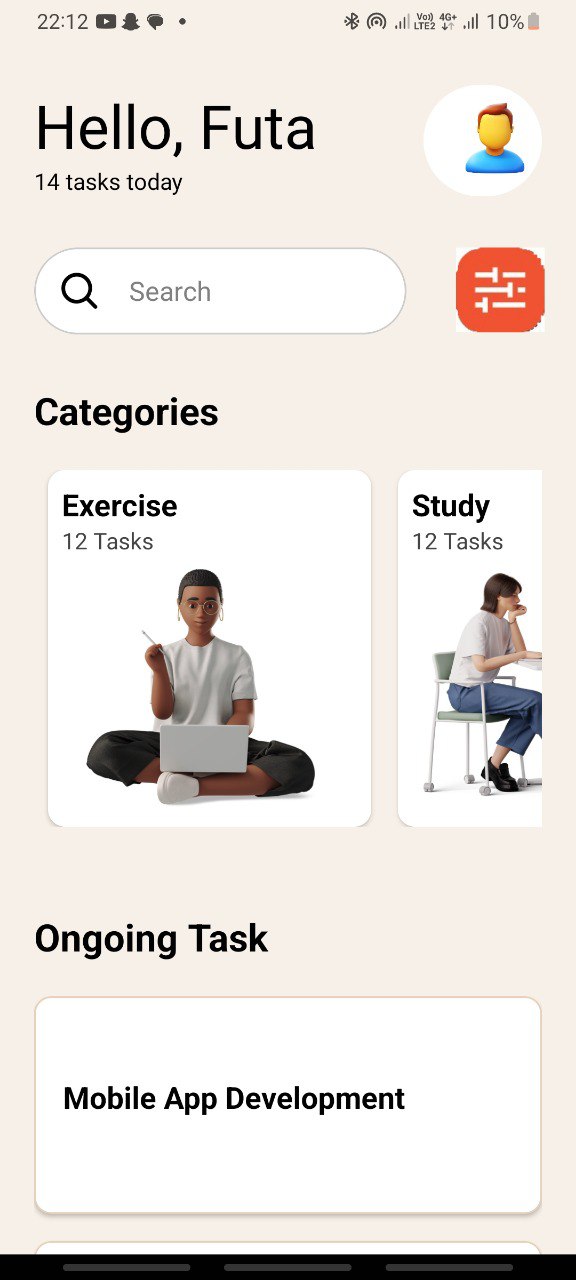 22:12
Vo)) LTE2 4G+ 10%
Hello, Futa
14 tasks today
Search
Categories
Exercise
Study
12 Tasks
12 Tasks
Ongoing Task
Mobile App Development